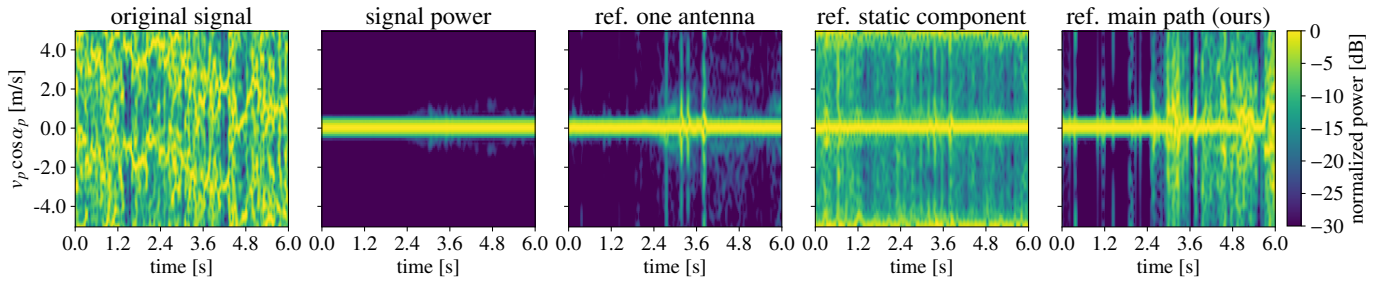 original signal
signal power
ref. one antenna
ref. static component
ref. main path (ours)
v_p cosα_p [m/s]
4.0
2.0
0.0
-2.0
-4.0
0.0 1.2 2.4 3.6 4.8 6.0
time [s]
0.0 1.2 2.4 3.6 4.8 6.0
time [s]
0.0 1.2 2.4 3.6 4.8 6.0
time [s]
0.0 1.2 2.4 3.6 4.8 6.0
time [s]
0.0 1.2 2.4 3.6 4.8 6.0
time [s]
0
−5
−10
−15
−20
−25
−30
normalized power [dB]